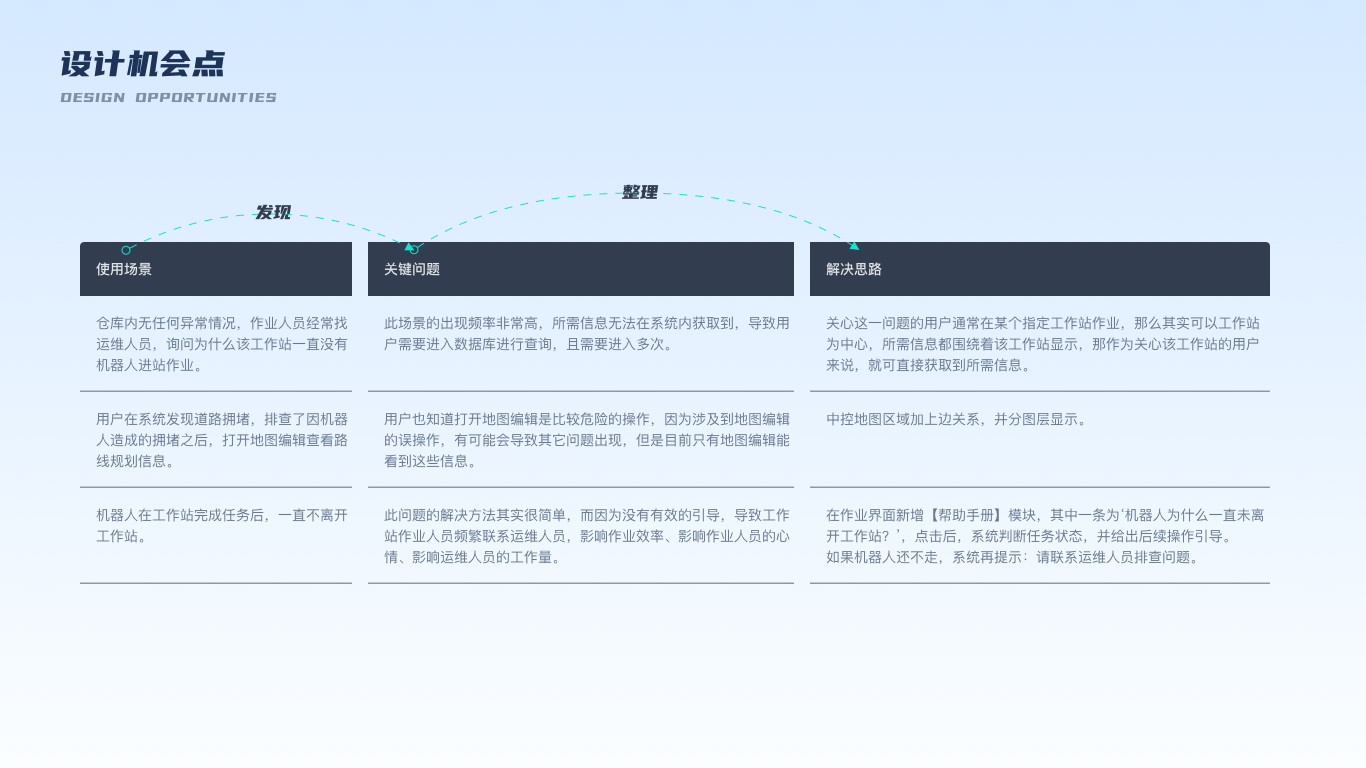 设计机会点
DESIGN OPPORTUNITIES
发现
整理
使用场景
关键问题
解决思路
仓库内无任何异常情况，作业人员经常找
运维人员，询问为什么该工作站一直没有
机器人进站作业。
此场景的出现频率非常高，所需信息无法在系统内获取到，导致用
户需要进入数据库进行查询，且需要进入多次。
关心这一问题的用户通常在某个指定工作站作业，那么其实可以工作站
为中心，所需信息都围绕着该工作站显示，那作为关心该工作站的用户
来说，就可直接获取到所需信息。
用户在系统发现道路拥堵，排查了因机器
人造成的拥堵之后，打开地图编辑查看路
线规划信息。
用户也知道打开地图编辑是比较危险的操作，因为涉及到地图编辑
的误操作，有可能会导致其它问题出现，但是目前只有地图编辑能
看到这些信息。
中控地图区域加上边关系，并分图层显示。
机器人在工作站完成任务后，一直不离开
工作站。
此问题的解决方法其实很简单，而因为没有有效的引导，导致工作
站作业人员频繁联系运维人员，影响作业效率、影响作业人员的心
情、影响运维人员的工作量。
在作业界面新增【帮助手册】模块，其中一条为‘机器人为什么一直未离
开工作站？’，点击后，系统判断任务状态，并给出后续操作引导。
如果机器人还不走，系统再提示：请联系运维人员排查问题。